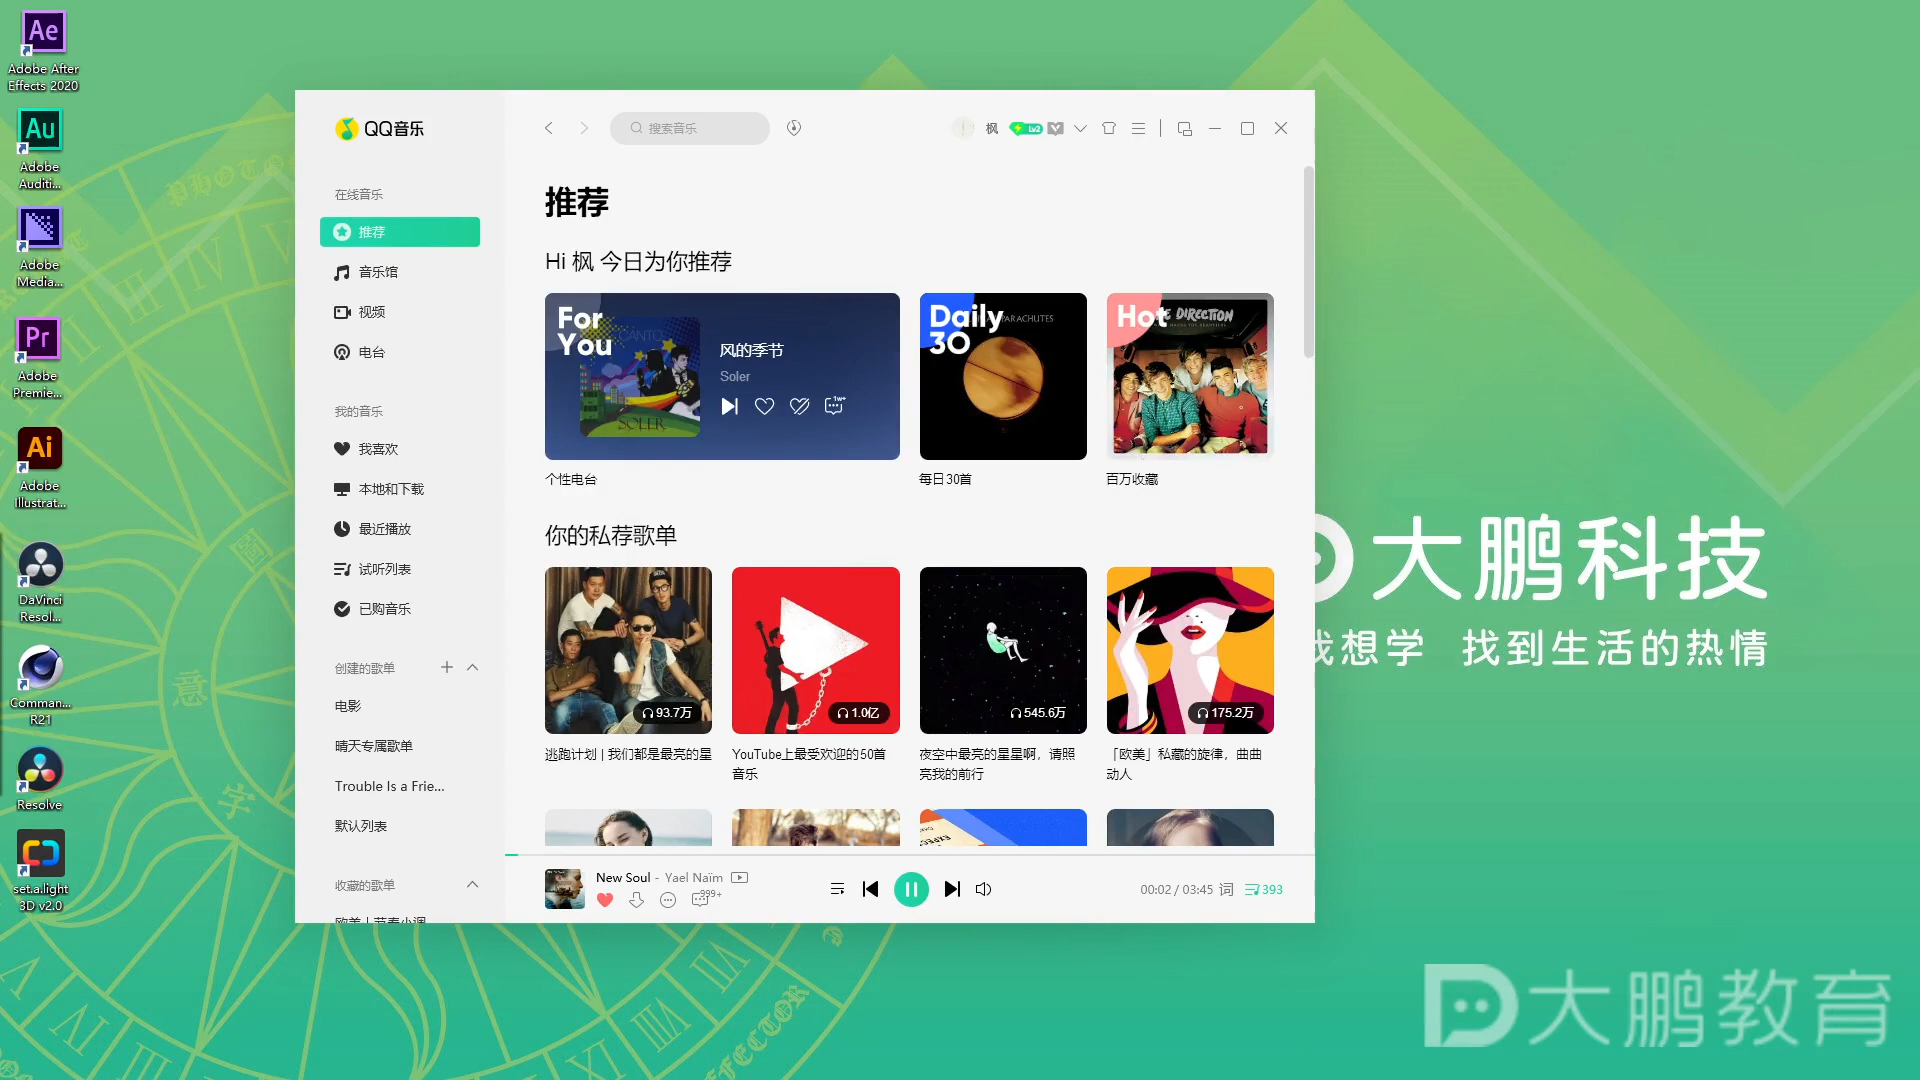 Adobe After
Effects 2020
Adobe
Auditi...
Adobe
Media...
Adobe
Premie...
Adobe
Illustrat...
DaVinci
Resol...
Comman...
R21
Resolve
set.a.light
3D v2.0
QQ音乐
搜索音乐
枫
Lv2
在线音乐
推荐
音乐馆
视频
电台
我的音乐
我喜欢
本地和下载
最近播放
试听列表
已购音乐
创建的歌单
电影
晴天专属歌单
Trouble Is a Frie...
默认列表
收藏的歌单
推荐
Hi 枫 今日为你推荐
For
You
CANTO
SOLER
风的季节
Soler
1w+
个性电台
Daily
30
PARACHUTES
每日30首
Hot
DIRECTION
百万收藏
你的私荐歌单
93.7万
逃跑计划 | 我们都是最亮的星
1.0亿
YouTube上最受欢迎的50首
音乐
545.6万
夜空中最亮的星星啊，请照
亮我的前行
175.2万
「欧美」私藏的旋律，曲曲
动人
New Soul - Yael Naïm
999+
00:02 / 03:45 词 393
大鹏科技
我想学 找到生活的热情
大鹏教育
Ae
Au
Pr
Ai
意
字